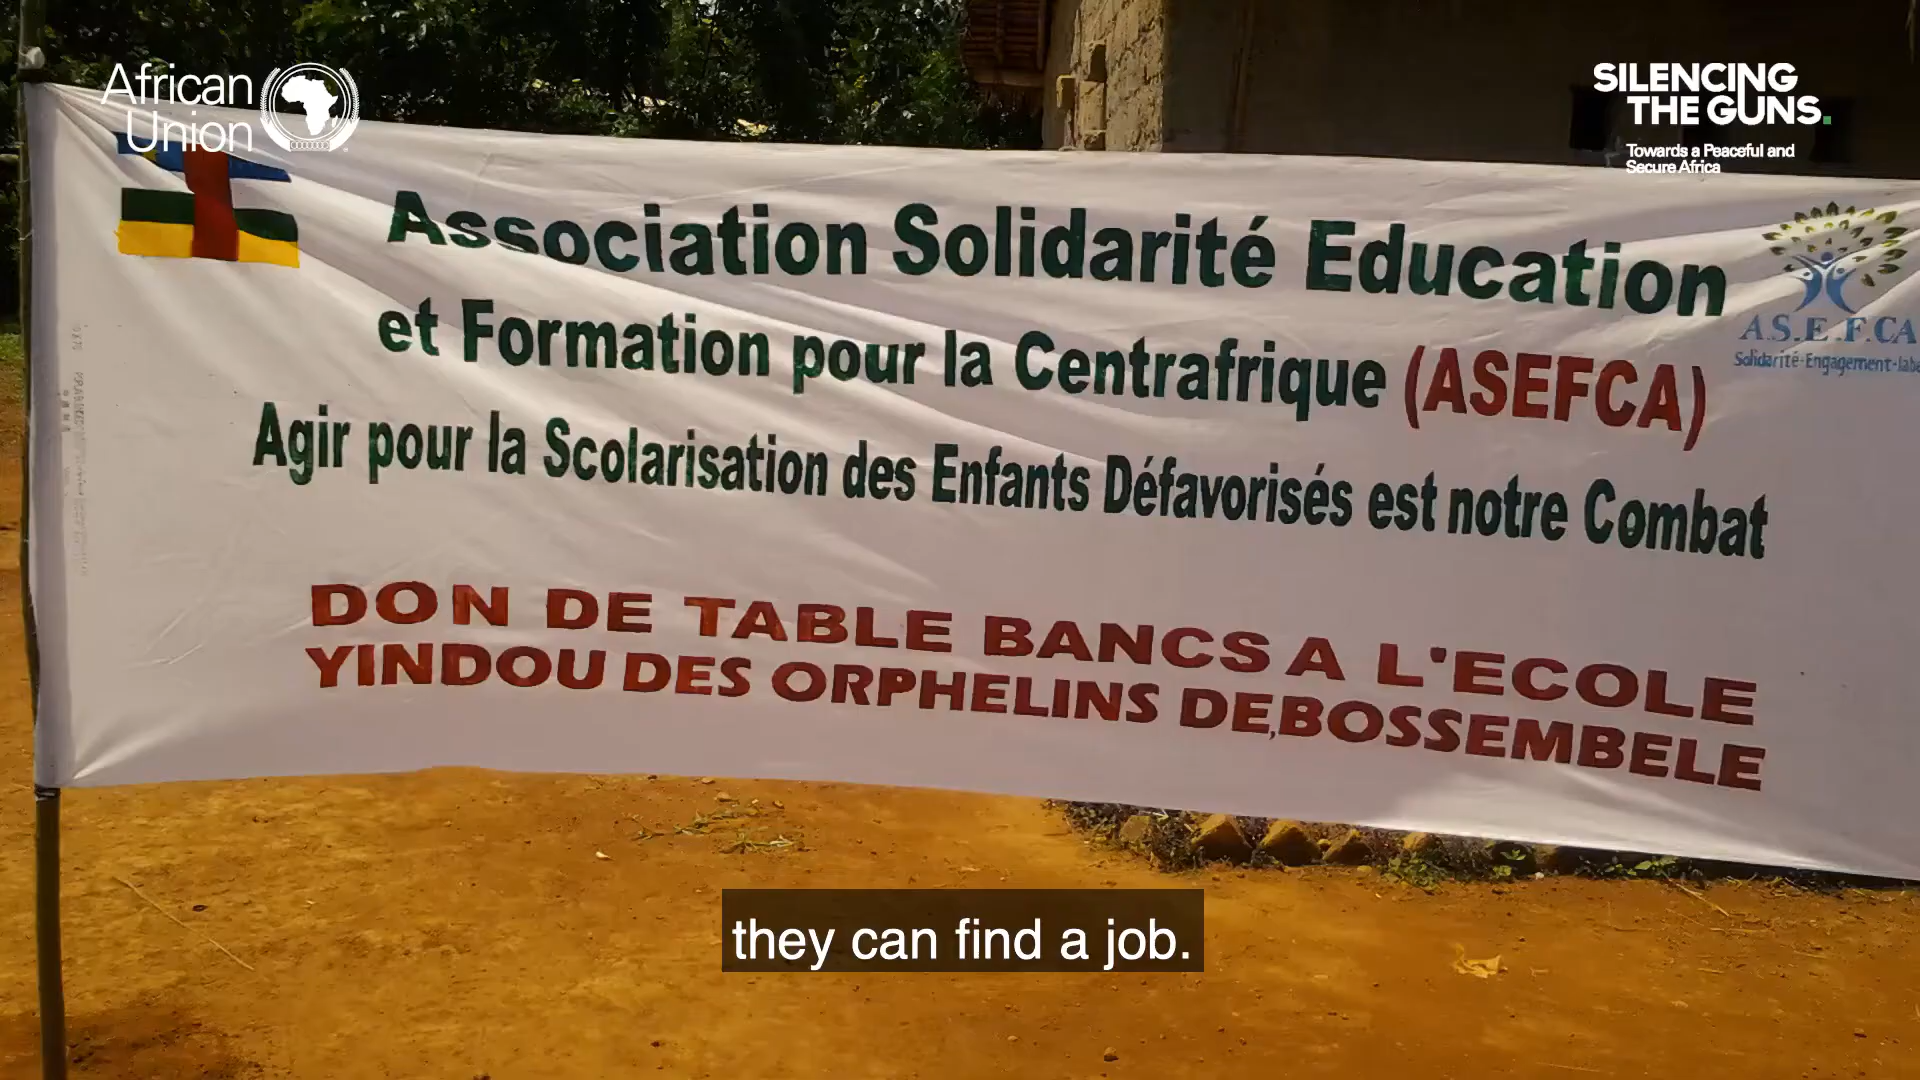 African
Union
SILENCING
THE GUNS.
Towards a Peaceful and
Secure Africa
Association Solidarité Education
et Formation pour la Centrafrique (ASEFCA)
Agir pour la Scolarisation des Enfants Défavorisés est notre Combat
A.S.E.F.CA
Solidarité-Engagement-
DON DE TABLE BANCS A L'ECOLE
YINDOU DES ORPHELINS DE,BOSSEMBELE
they can find a job.